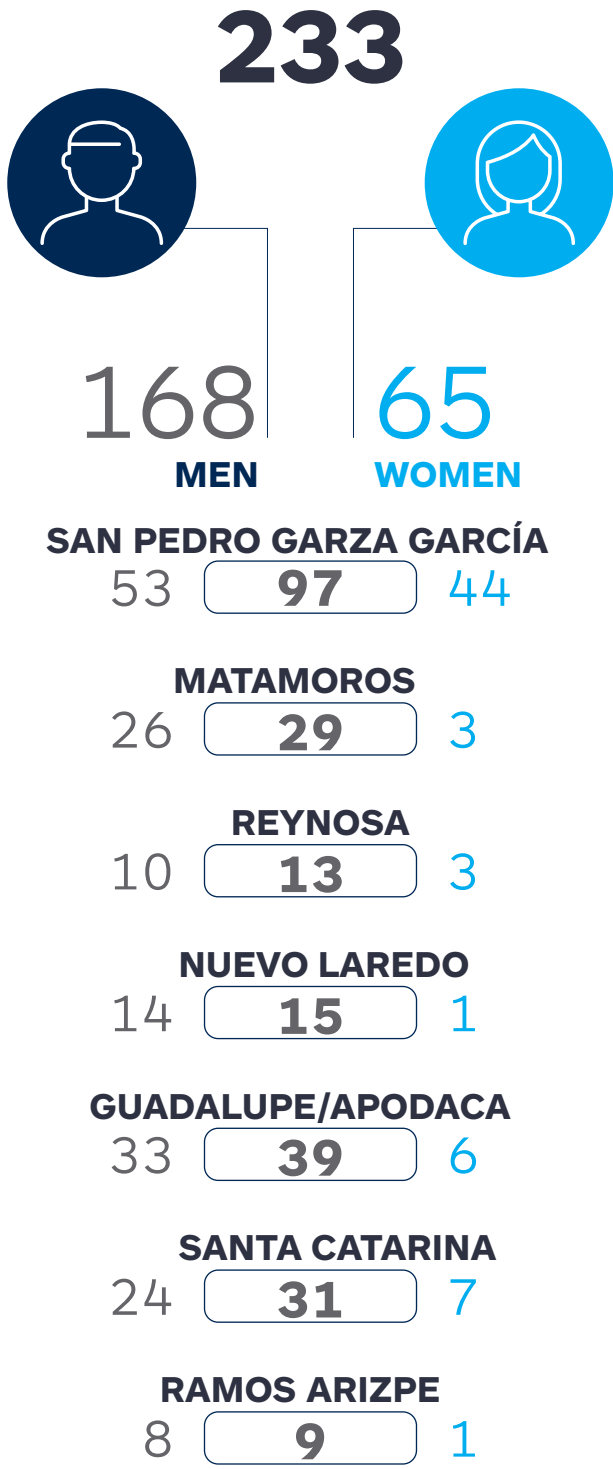 233
168 65
MEN WOMEN
SAN PEDRO GARZA GARCÍA
53 97 44
MATAMOROS
26 29 3
REYNOSA
10 13 3
NUEVO LAREDO
14 15 1
GUADALUPE/APODACA
33 39 6
SANTA CATARINA
24 31 7
RAMOS ARIZPE
8 9 1